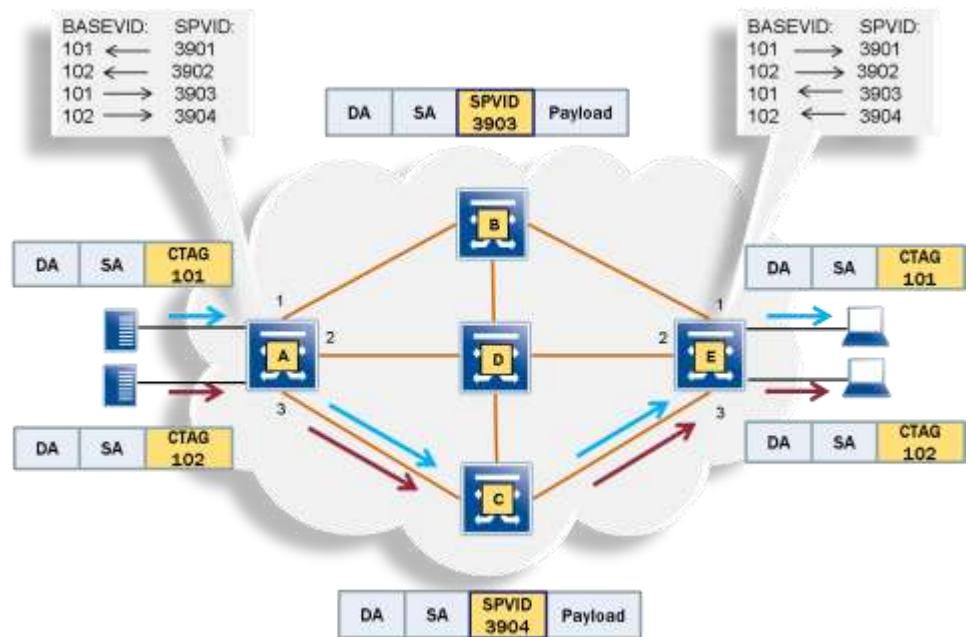 BASEVID: SPVID:
101 3901
102 3902
101 3903
102 3904
BASEVID: SPVID:
101 3901
102 3902
101 3903
102 3904
DA SA SPVID 3903 Payload
B
DA SA CTAG 101
DA SA CTAG 101
1
1
2
2
A
D
E
3
3
DA SA CTAG 102
DA SA CTAG 102
C
DA SA SPVID 3904 Payload